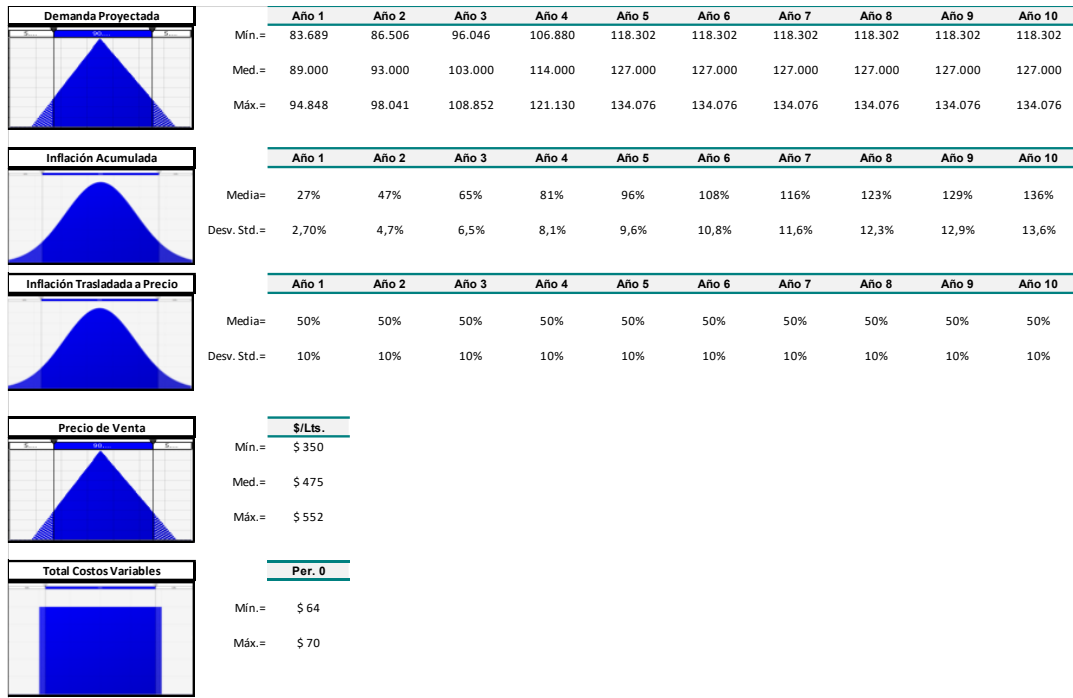 Demanda Proyectada Año 1 Año 2 Año 3 Año 4 Año 5 Año 6 Año 7 Año 8 Año 9 Año 10
Mín.= 83.689 86.506 96.046 106.880 118.302 118.302 118.302 118.302 118.302 118.302
Med.= 89.000 93.000 103.000 114.000 127.000 127.000 127.000 127.000 127.000 127.000
Máx.= 94.848 98.041 108.852 121.130 134.076 134.076 134.076 134.076 134.076 134.076
Inflación Acumulada Año 1 Año 2 Año 3 Año 4 Año 5 Año 6 Año 7 Año 8 Año 9 Año 10
Media= 27% 47% 65% 81% 96% 108% 116% 123% 129% 136%
Desv. Std.= 2,70% 4,7% 6,5% 8,1% 9,6% 10,8% 11,6% 12,3% 12,9% 13,6%
Inflación Trasladada a Precio Año 1 Año 2 Año 3 Año 4 Año 5 Año 6 Año 7 Año 8 Año 9 Año 10
Media= 50% 50% 50% 50% 50% 50% 50% 50% 50% 50%
Desv. Std.= 10% 10% 10% 10% 10% 10% 10% 10% 10% 10%
Precio de Venta $/Lts.
Mín.= $ 350
Med.= $ 475
Máx.= $ 552
Total Costos Variables Per. 0
Mín.= $ 64
Máx.= $ 70